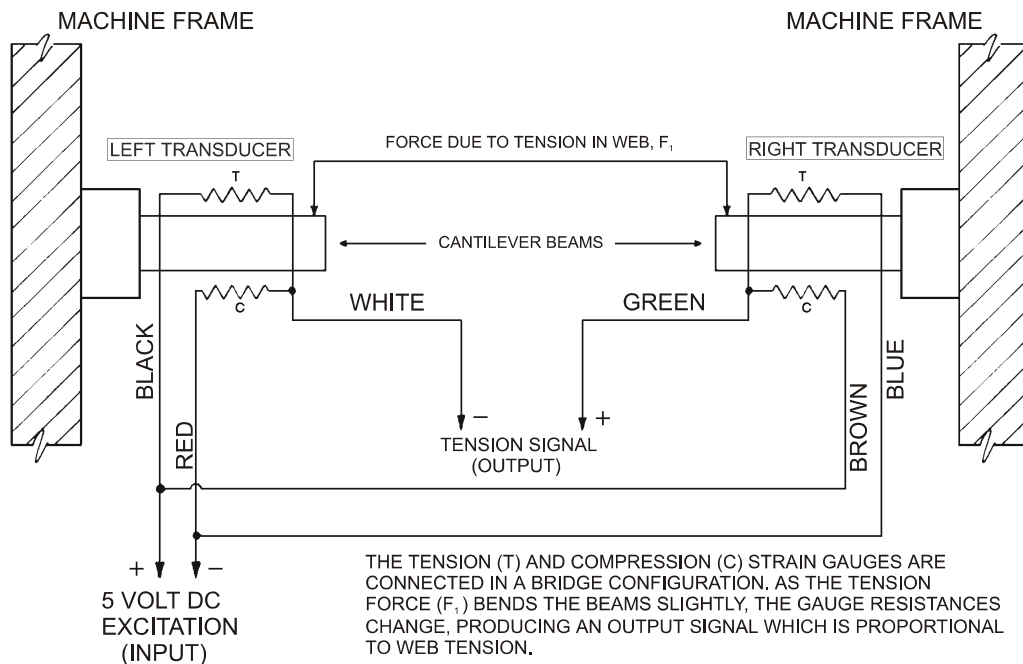 MACHINE FRAME
MACHINE FRAME
LEFT TRANSDUCER
FORCE DUE TO TENSION IN WEB, F₁
RIGHT TRANSDUCER
T
T
CANTILEVER BEAMS
C
C
WHITE
GREEN
BLACK
RED
BROWN
BLUE
−
+
TENSION SIGNAL
(OUTPUT)
+
−
5 VOLT DC
EXCITATION
(INPUT)
THE TENSION (T) AND COMPRESSION (C) STRAIN GAUGES ARE
CONNECTED IN A BRIDGE CONFIGURATION. AS THE TENSION
FORCE (F₁) BENDS THE BEAMS SLIGHTLY, THE GAUGE RESISTANCES
CHANGE, PRODUCING AN OUTPUT SIGNAL WHICH IS PROPORTIONAL
TO WEB TENSION.